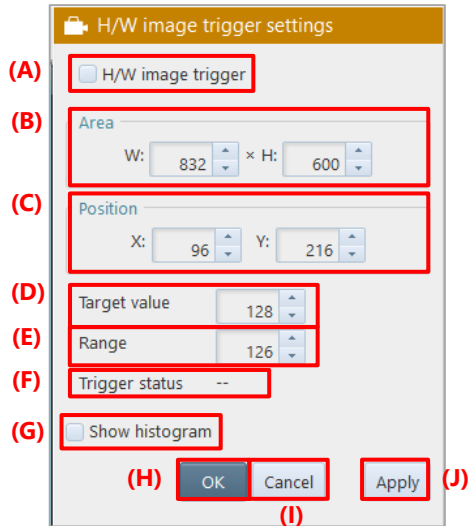 H/W image trigger settings
(A) H/W image trigger
(B) Area
W: 832 × H: 600
(C) Position
X: 96 Y: 216
(D) Target value 128
(E) Range 126
(F) Trigger status --
(G) Show histogram
(H) OK Cancel Apply (J)
(I)